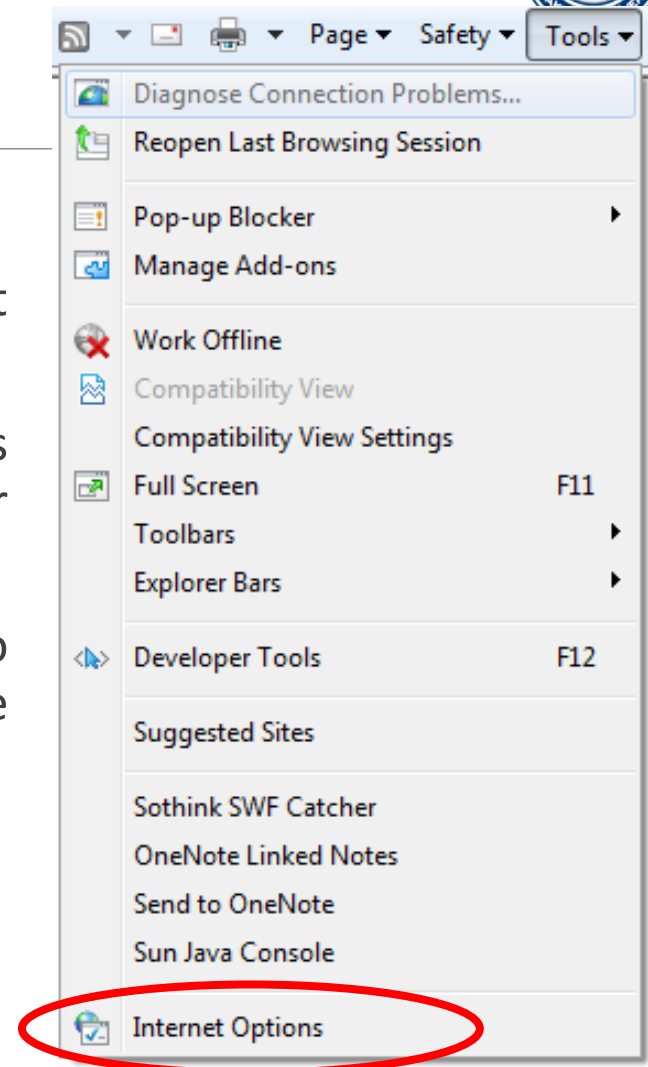 Page Safety Tools
Diagnose Connection Problems...
Reopen Last Browsing Session
Pop-up Blocker
Manage Add-ons
Work Offline
Compatibility View
Compatibility View Settings
Full Screen F11
Toolbars
Explorer Bars
Developer Tools F12
Suggested Sites
Sothink SWF Catcher
OneNote Linked Notes
Send to OneNote
Sun Java Console
Internet Options